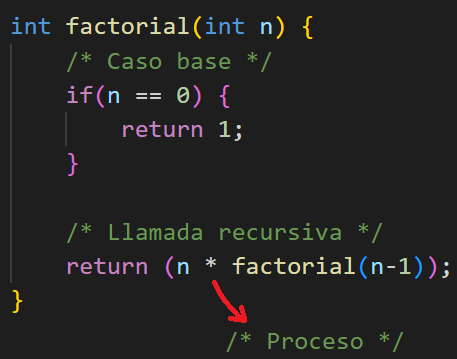 int factorial(int n) {
/* Caso base */
if(n == 0) {
return 1;
}
/* Llamada recursiva */
return (n * factorial(n-1));
}
/* Proceso */